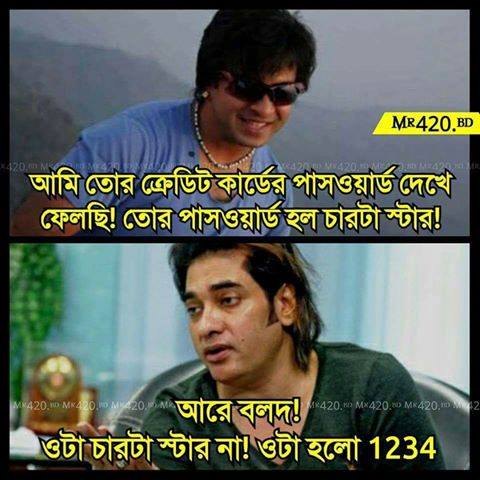 MR420.BD
আমি তোর ক্রেডিট কার্ডের পাসওয়ার্ড দেখে
ফেলছি! তোর পাসওয়ার্ড হল চারটা স্টার!
আরে বলদ!
ওটা চারটা স্টার না! ওটা হলো 1234